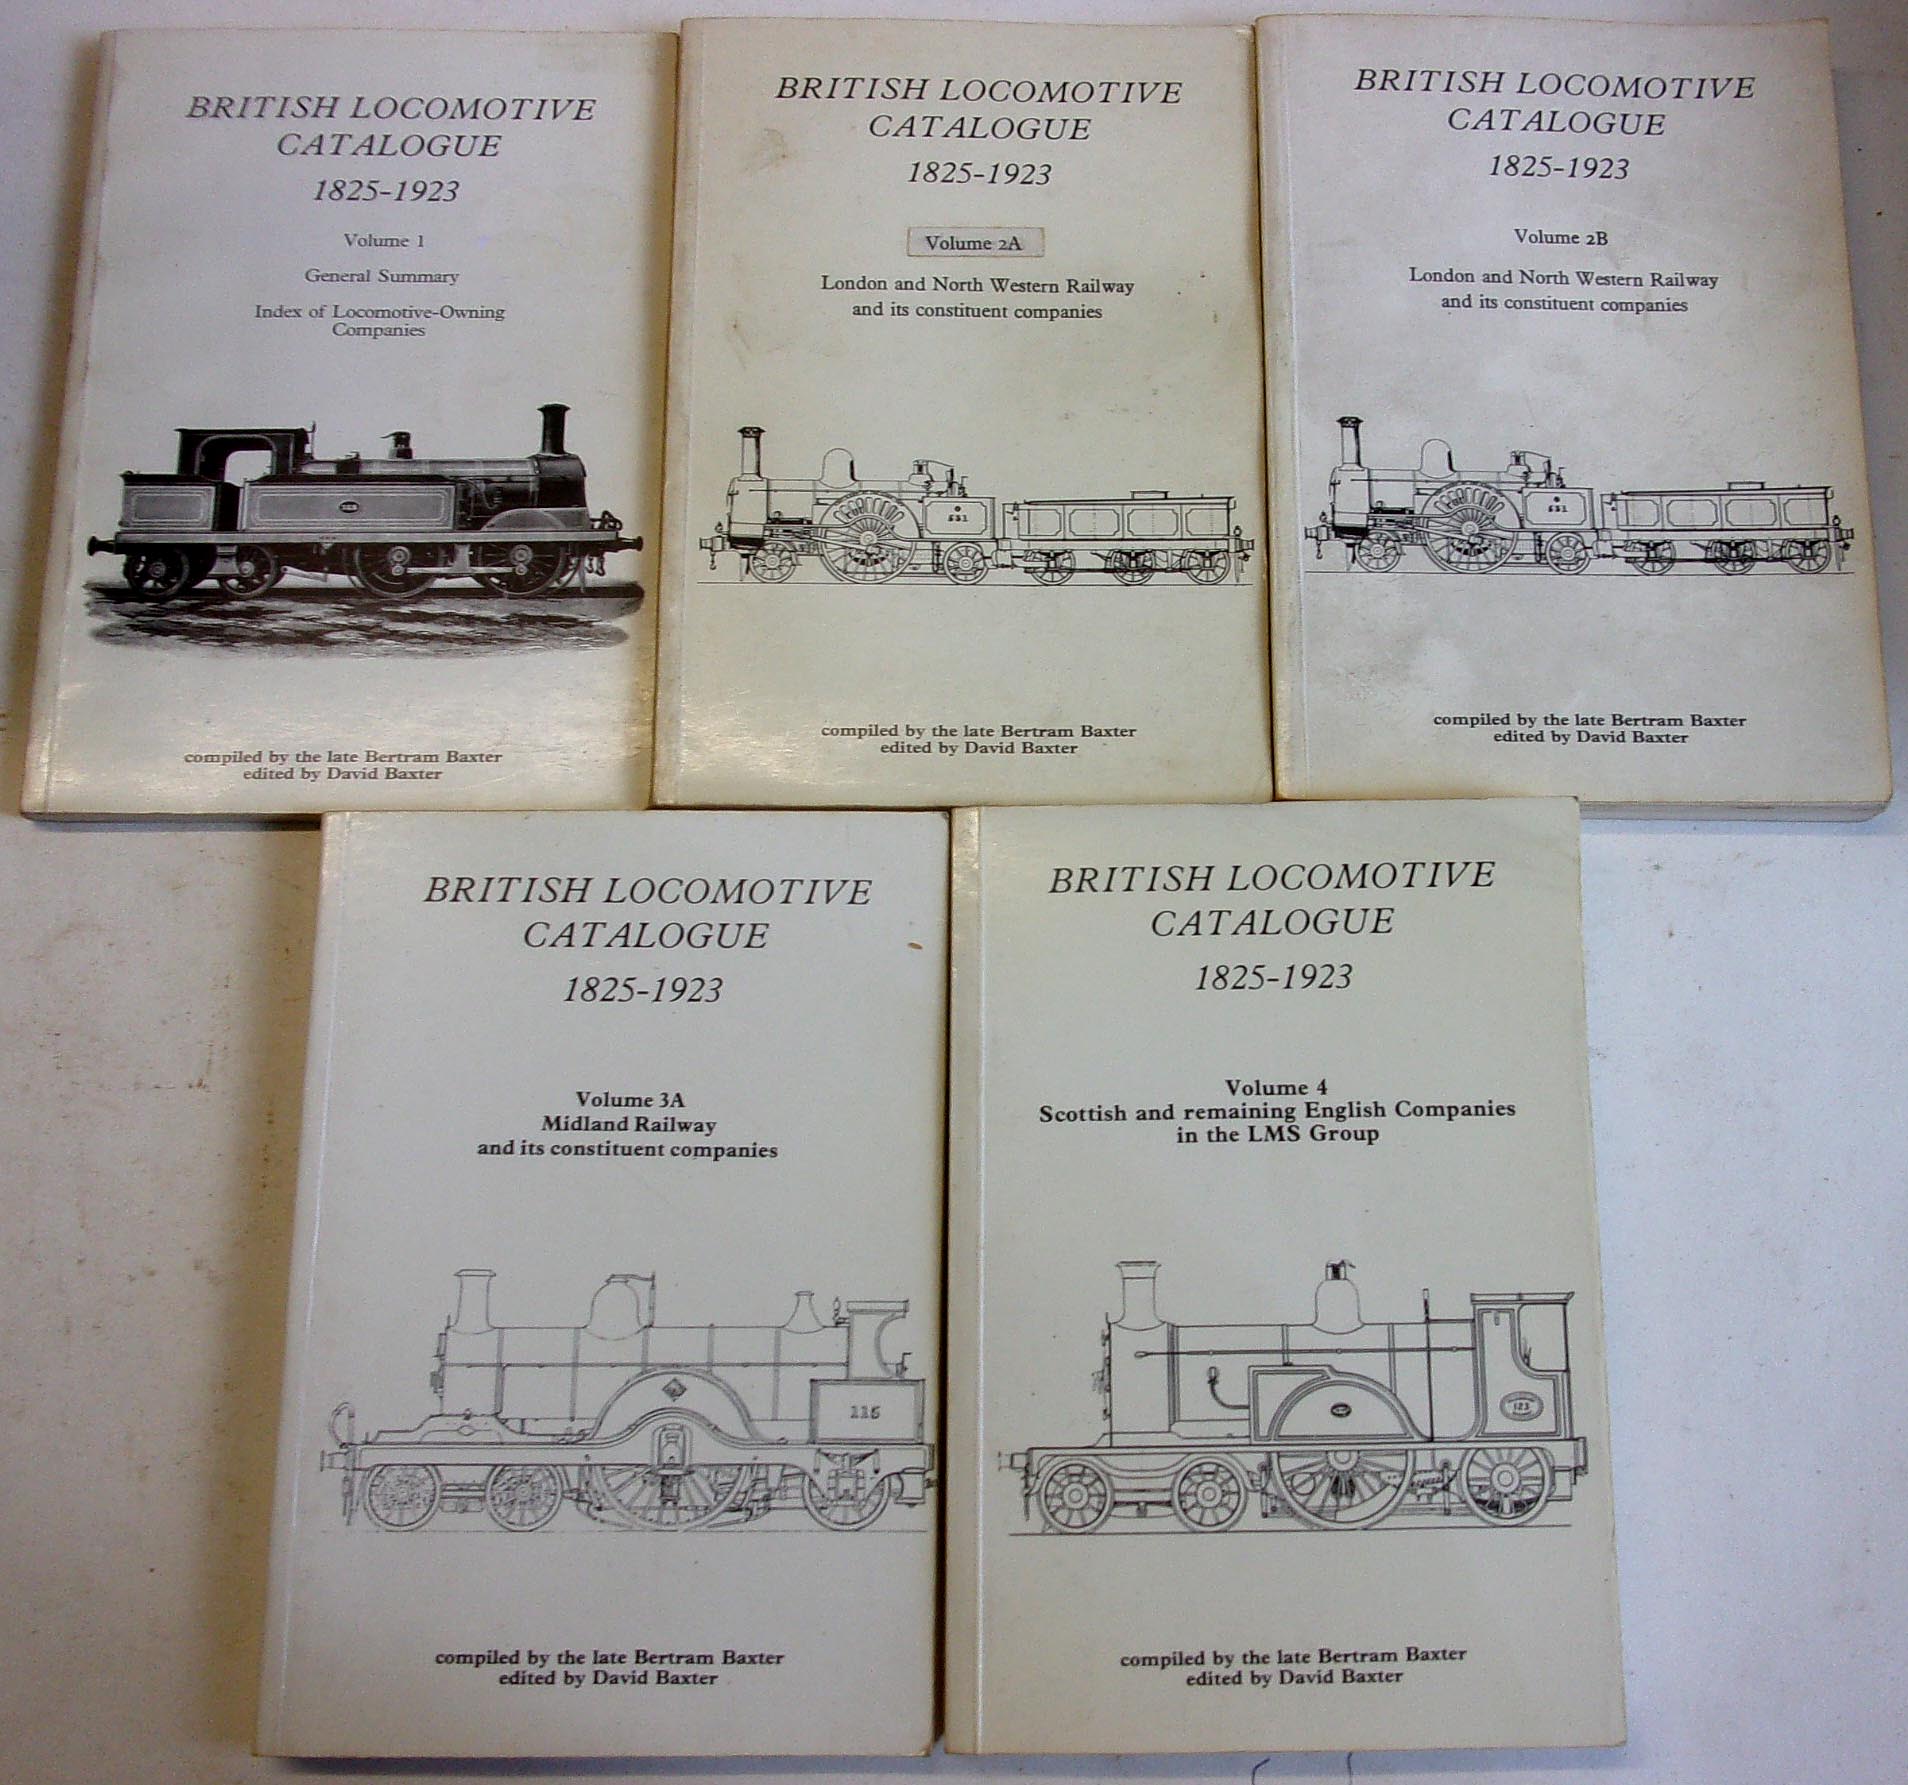 BRITISH LOCOMOTIVE
CATALOGUE
1825-1923
Volume 1
General Summary
Index of Locomotive-Owning
Companies
compiled by the late Bertram Baxter
edited by David Baxter
BRITISH LOCOMOTIVE
CATALOGUE
1825-1923
Volume 2A
London and North Western Railway
and its constituent companies
531
compiled by the late Bertram Baxter
edited by David Baxter
BRITISH LOCOMOTIVE
CATALOGUE
1825-1923
Volume 2B
London and North Western Railway
and its constituent companies
531
compiled by the late Bertram Baxter
edited by David Baxter
BRITISH LOCOMOTIVE
CATALOGUE
1825-1923
Volume 3A
Midland Railway
and its constituent companies
115
compiled by the late Bertram Baxter
edited by David Baxter
BRITISH LOCOMOTIVE
CATALOGUE
1825-1923
Volume 4
Scottish and remaining English Companies
in the LMS Group
123
compiled by the late Bertram Baxter
edited by David Baxter